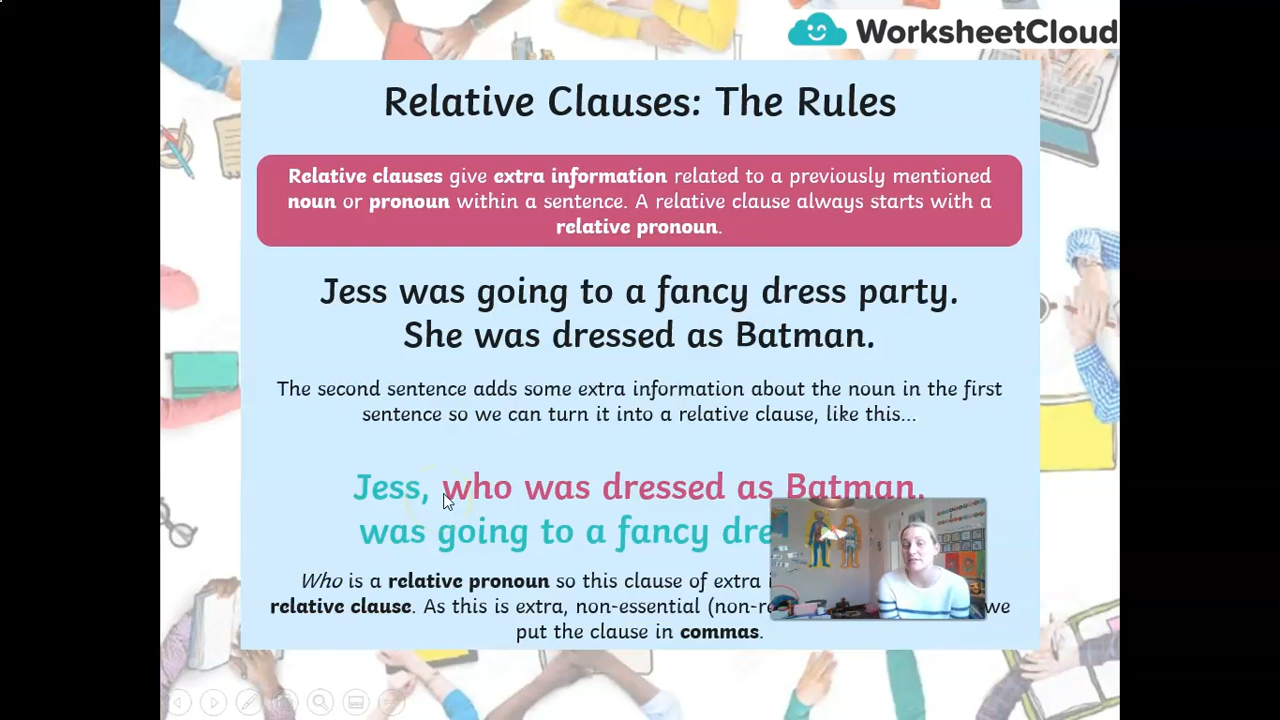 WorksheetCloud
Relative Clauses: The Rules
Relative clauses give extra information related to a previously mentioned
noun or pronoun within a sentence. A relative clause always starts with a
relative pronoun.
Jess was going to a fancy dress party.
She was dressed as Batman.
The second sentence adds some extra information about the noun in the first
sentence so we can turn it into a relative clause, like this...
Jess, who was dressed as Batman,
was going to a fancy
Who is a relative pronoun so this clause of extra
relative clause. As this is extra, non-essential we
put the clause in commas.